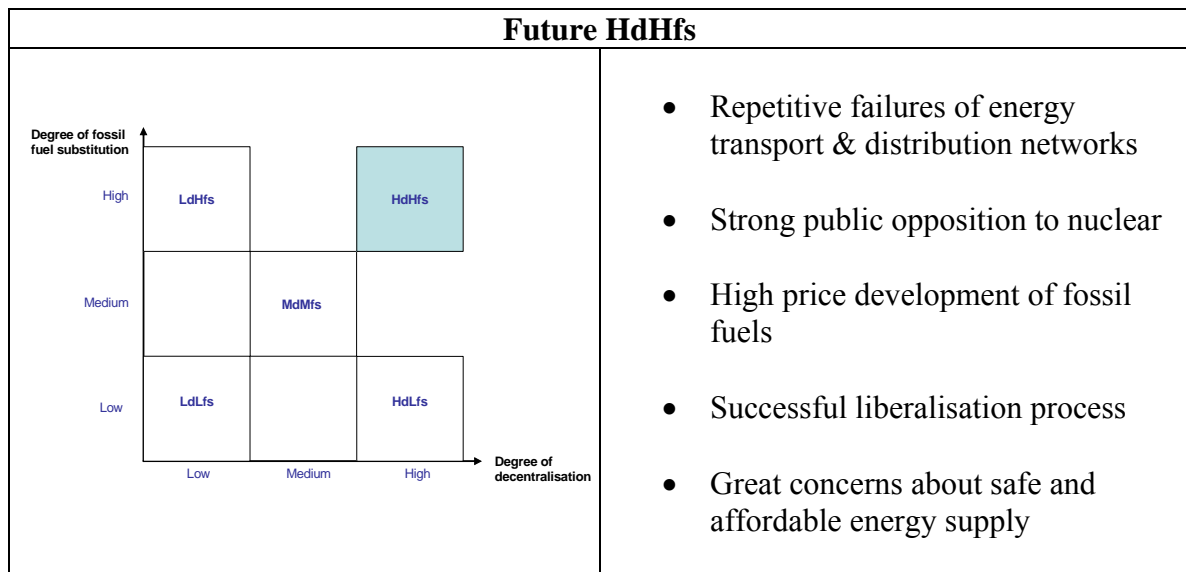 Future HdHfs
Degree of fossil
fuel substitution
High
LdHfs
HdHfs
Medium
MdMfs
Low
LdLfs
HdLfs
Low
Medium
High
Degree of
decentralisation
• Repetitive failures of energy
transport & distribution networks
• Strong public opposition to nuclear
• High price development of fossil
fuels
• Successful liberalisation process
• Great concerns about safe and
affordable energy supply